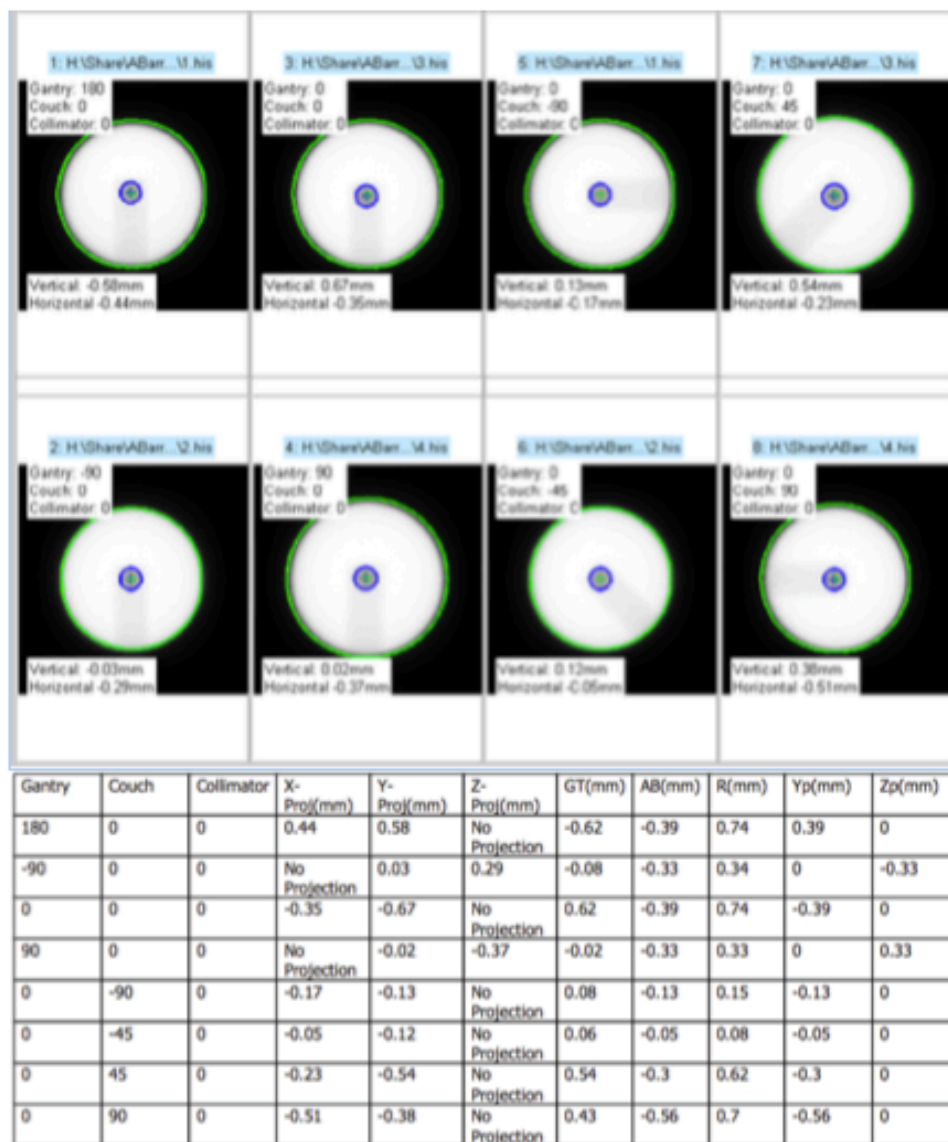 1: H:\Share\ABarr...\1.his
3: H:\Share\ABarr...\3.his
5: H:\Share\ABarr...\1.his
7: H:\Share\ABarr...\3.his
Gantry: 180
Couch: 0
Collimator: 0
Gantry: 0
Couch: 0
Collimator: 0
Gantry: 0
Couch: -90
Collimator: 0
Gantry: 0
Couch: 45
Collimator: 0
Vertical: -0.58mm
Horizontal -0.44mm
Vertical: 0.67mm
Horizontal -0.35mm
Vertical: 0.13mm
Horizontal -0.17mm
Vertical: 0.54mm
Horizontal -0.23mm
2: H:\Share\ABarr...\2.his
4: H:\Share\ABarr...\4.his
6: H:\Share\ABarr...\2.his
8: H:\Share\ABarr...\4.his
Gantry: -90
Couch: 0
Collimator: 0
Gantry: 90
Couch: 0
Collimator: 0
Gantry: 0
Couch: -45
Collimator: 0
Gantry: 0
Couch: 90
Collimator: 0
Vertical: -0.03mm
Horizontal -0.29mm
Vertical: 0.02mm
Horizontal -0.37mm
Vertical: 0.12mm
Horizontal -0.05mm
Vertical: 0.38mm
Horizontal -0.51mm
Gantry Couch Collimator X-Proj(mm) Y-Proj(mm) Z-Proj(mm) GT(mm) AB(mm) R(mm) Yp(mm) Zp(mm)
180 0 0 0.44 0.58 No Projection -0.62 -0.39 0.74 0.39 0
-90 0 0 No Projection 0.03 0.29 -0.08 -0.33 0.34 0 -0.33
0 0 0 -0.35 -0.67 No Projection 0.62 -0.39 0.74 -0.39 0
90 0 0 No Projection -0.02 -0.37 -0.02 -0.33 0.33 0 0.33
0 -90 0 -0.17 -0.13 No Projection 0.08 -0.13 0.15 -0.13 0
0 -45 0 -0.05 -0.12 No Projection 0.06 -0.05 0.08 -0.05 0
0 45 0 -0.23 -0.54 No Projection 0.54 -0.3 0.62 -0.3 0
0 90 0 -0.51 -0.38 No Projection 0.43 -0.56 0.7 -0.56 0